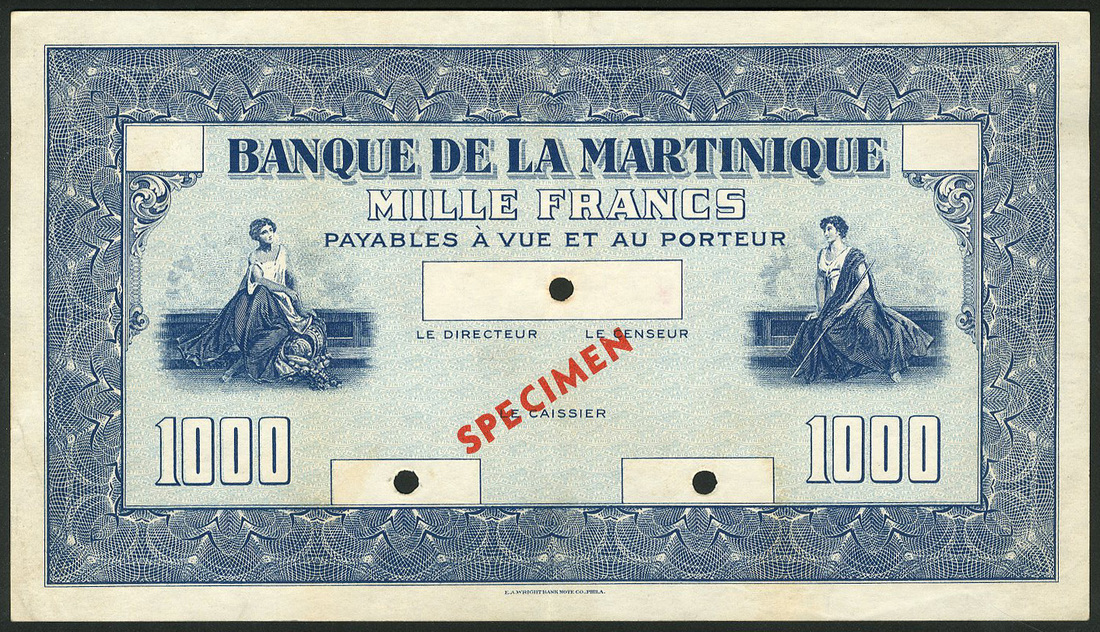 BANQUE DE LA MARTINIQUE
MILLE FRANCS
PAYABLES À VUE ET AU PORTEUR
LE DIRECTEUR LE CENSEUR
SPECIMEN
LE CAISSIER
1000 1000
E.A.WRIGHT BANK NOTE CO., PHILA.